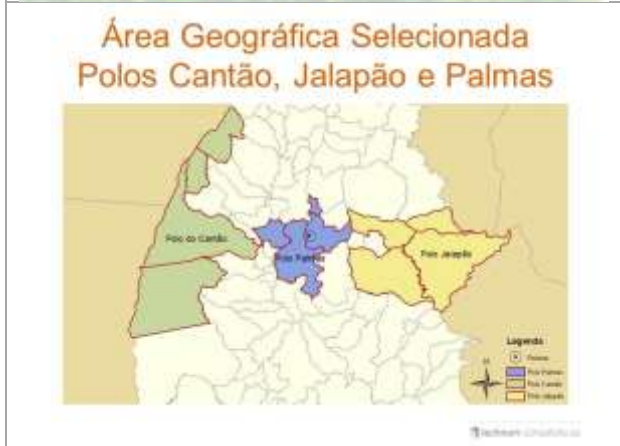 Área Geográfica Selecionada
Polos Cantão, Jalapão e Palmas
Polo do Cantão
Polo Palmas
Polo Jalapão
Legenda
Palmas
Polo Palmas
Polo Cantão
Polo Jalapão